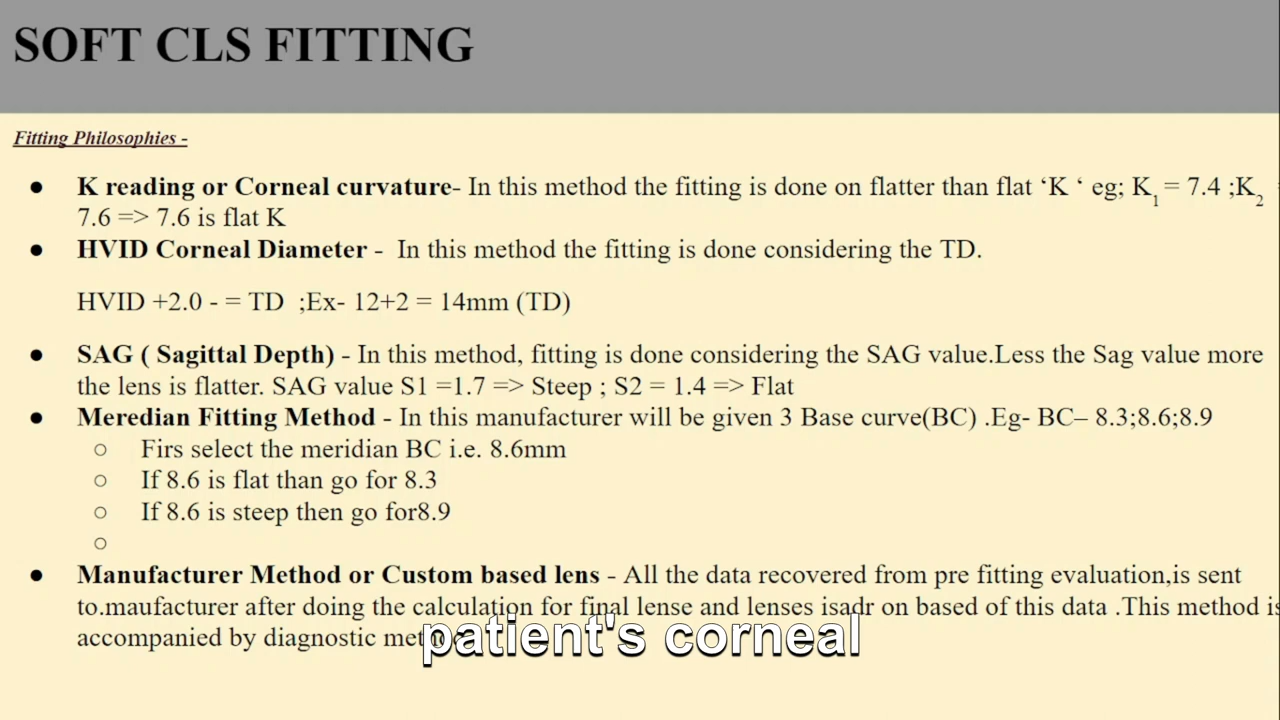 SOFT CLS FITTING
Fitting Philosophies -
● K reading or Corneal curvature- In this method the fitting is done on flatter than flat ‘K ‘ eg; K1 = 7.4 ;K2
7.6 => 7.6 is flat K
● HVID Corneal Diameter - In this method the fitting is done considering the TD.
HVID +2.0 - = TD ;Ex- 12+2 = 14mm (TD)
● SAG ( Sagittal Depth) - In this method, fitting is done considering the SAG value.Less the Sag value more
the lens is flatter. SAG value S1 =1.7 => Steep ; S2 = 1.4 => Flat
● Meredian Fitting Method - In this manufacturer will be given 3 Base curve(BC) .Eg- BC– 8.3;8.6;8.9
○ Firs select the meridian BC i.e. 8.6mm
○ If 8.6 is flat than go for 8.3
○ If 8.6 is steep then go for8.9
○
● Manufacturer Method or Custom based lens - All the data recovered from pre fitting evaluation,is sent
to.maufacturer after doing the calculation for final lense and lenses isadr on based of this data .This method is
accompanied by diagnostic
patient's corneal